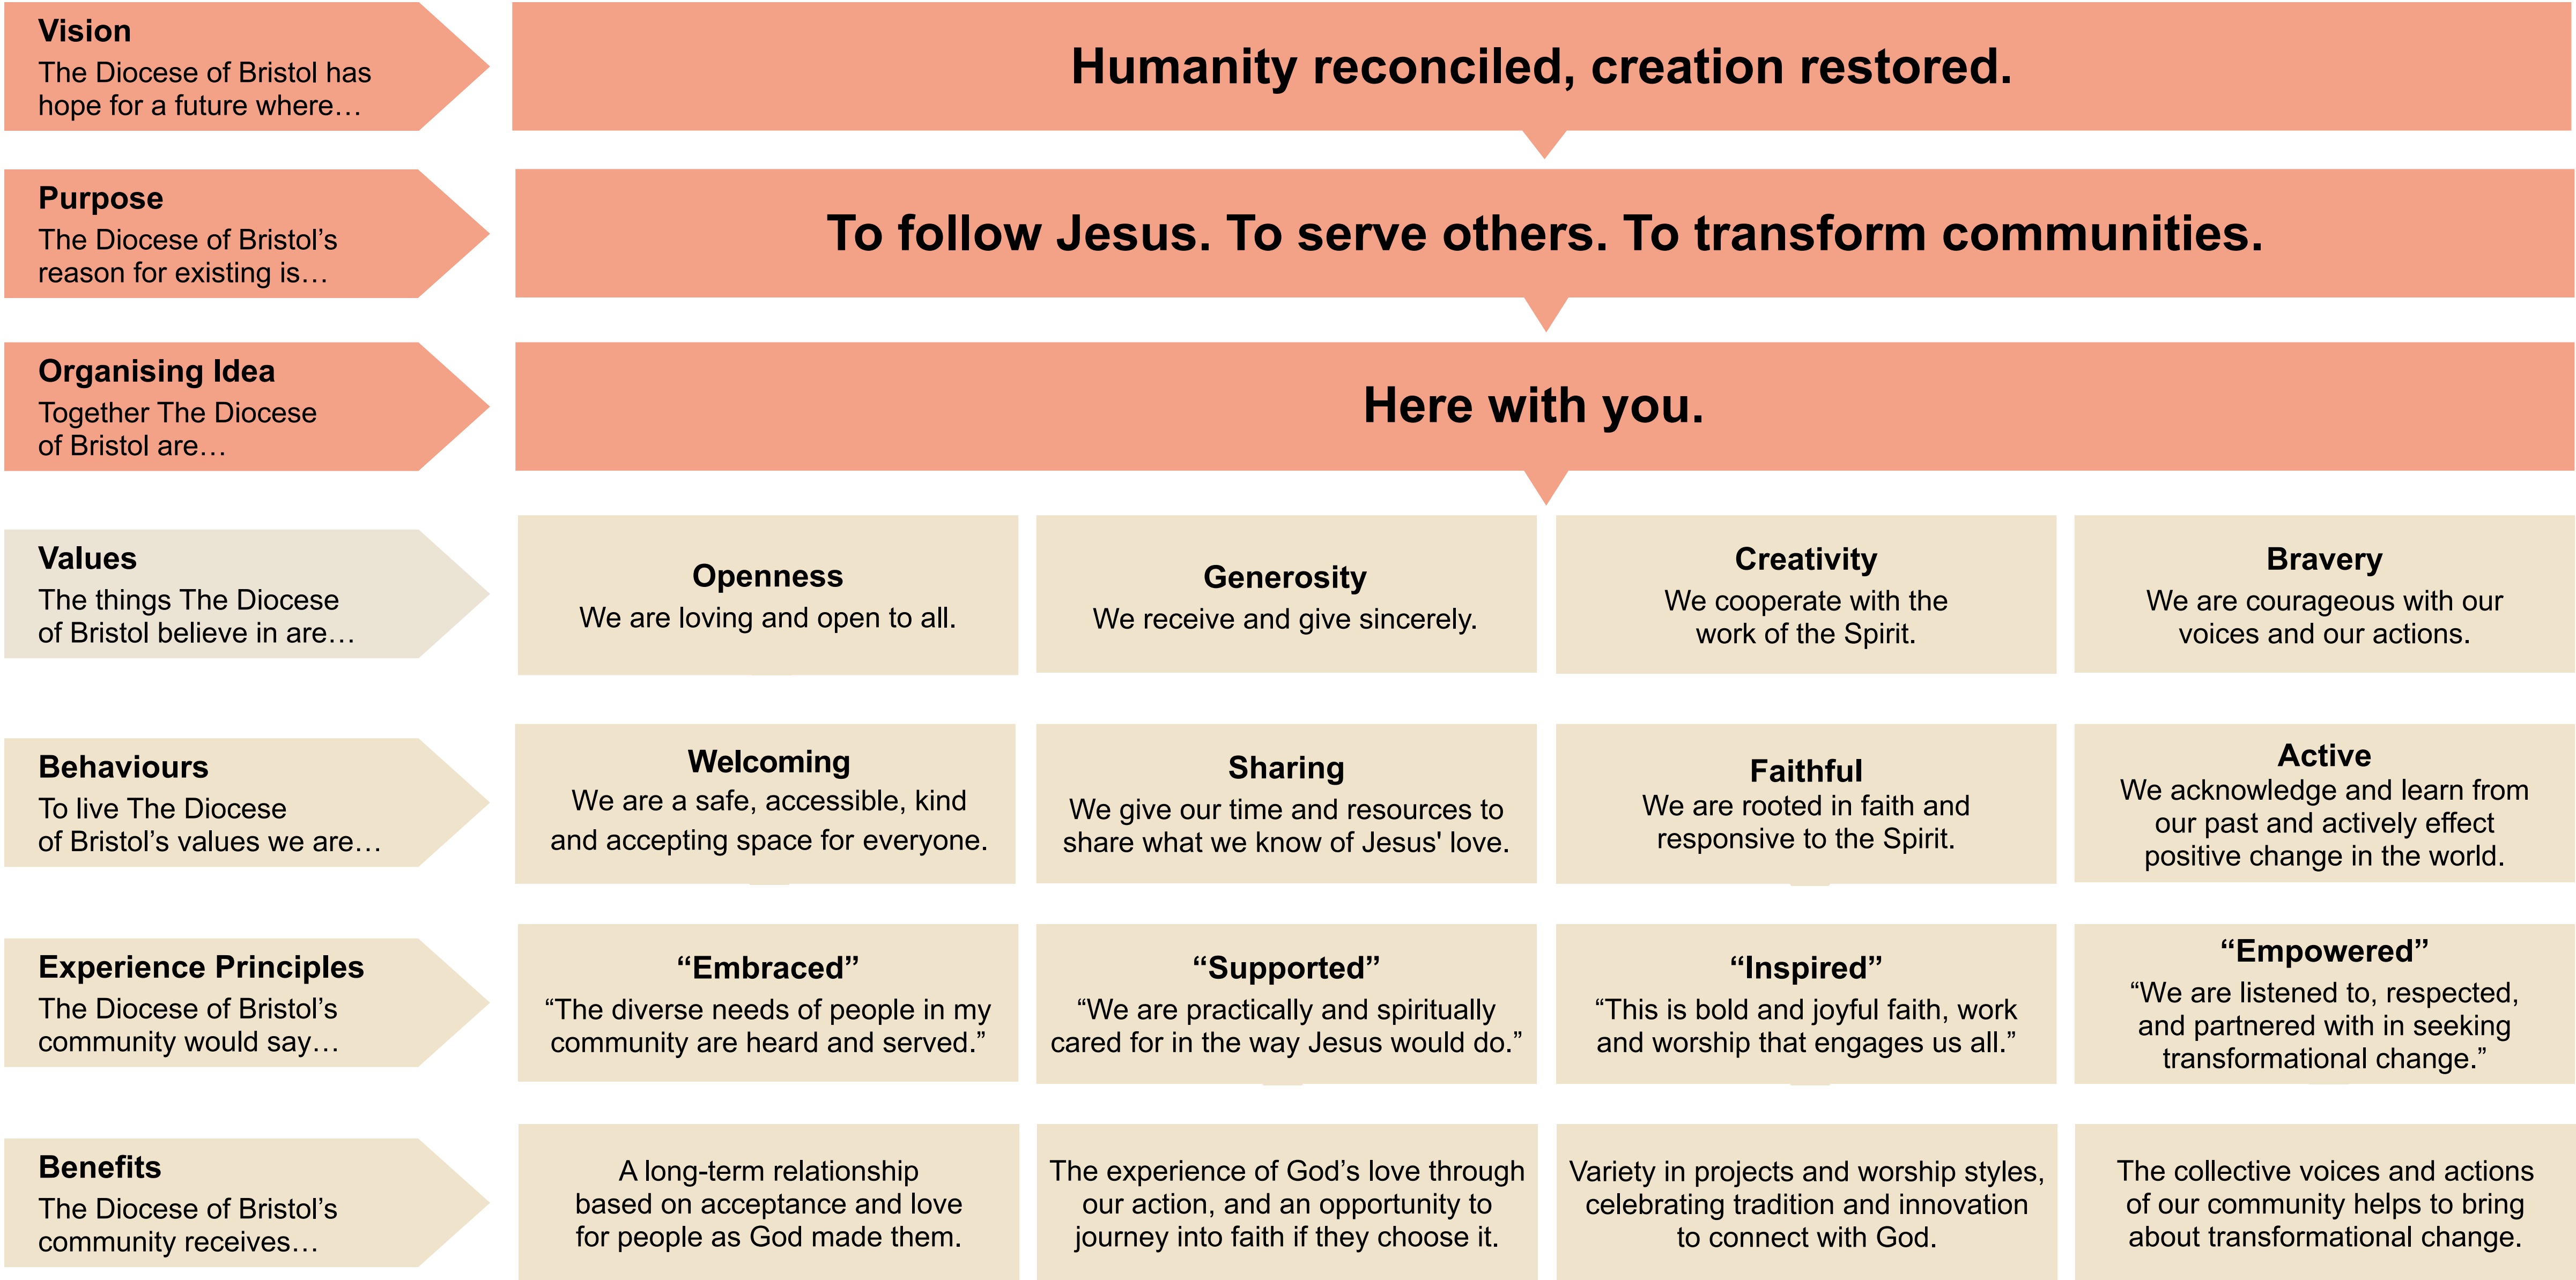 Vision
The Diocese of Bristol has
hope for a future where…
Humanity reconciled, creation restored.
Purpose
The Diocese of Bristol’s
reason for existing is…
To follow Jesus. To serve others. To transform communities.
Organising Idea
Together The Diocese
of Bristol are…
Here with you.
Values
The things The Diocese
of Bristol believe in are…
Openness
We are loving and open to all.
Generosity
We receive and give sincerely.
Creativity
We cooperate with the
work of the Spirit.
Bravery
We are courageous with our
voices and our actions.
Behaviours
To live The Diocese
of Bristol’s values we are…
Welcoming
We are a safe, accessible, kind
and accepting space for everyone.
Sharing
We give our time and resources to
share what we know of Jesus' love.
Faithful
We are rooted in faith and
responsive to the Spirit.
Active
We acknowledge and learn from
our past and actively effect
positive change in the world.
Experience Principles
The Diocese of Bristol’s
community would say…
“Embraced”
“The diverse needs of people in my
community are heard and served.”
“Supported”
“We are practically and spiritually
cared for in the way Jesus would do.”
“Inspired”
“This is bold and joyful faith, work
and worship that engages us all.”
“Empowered”
“We are listened to, respected,
and partnered with in seeking
transformational change.”
Benefits
The Diocese of Bristol’s
community receives…
A long-term relationship
based on acceptance and love
for people as God made them.
The experience of God’s love through
our action, and an opportunity to
journey into faith if they choose it.
Variety in projects and worship styles,
celebrating tradition and innovation
to connect with God.
The collective voices and actions
of our community helps to bring
about transformational change.